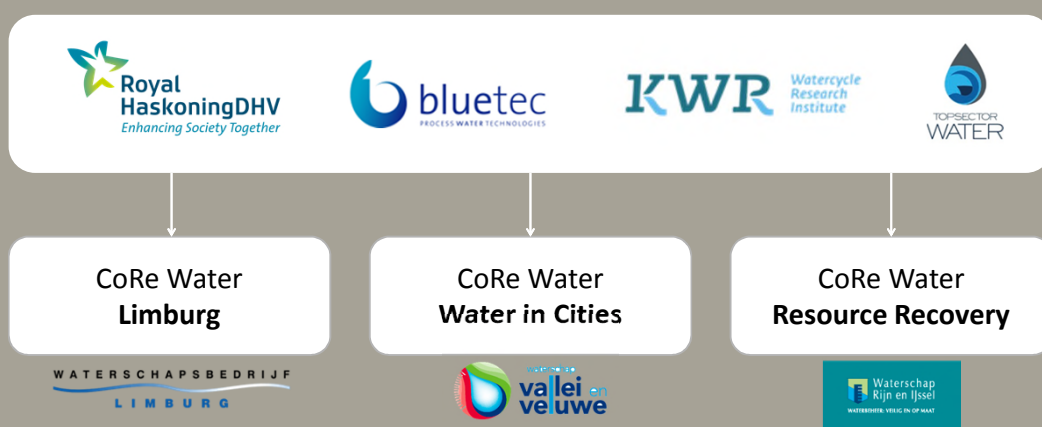 Royal
HaskoningDHV
Enhancing Society Together
bluetec
PROCESS WATER TECHNOLOGIES
KWR
Watercycle
Research
Institute
TOPSECTOR
WATER
CoRe Water
Limburg
CoRe Water
Water in Cities
CoRe Water
Resource Recovery
WATERSCHAPSBEDRIJF
LIMBURG
waterschap
vallei en
veluwe
Waterschap
Rijn en IJssel
WATERBEHEER: VEILIG EN OP MAAT